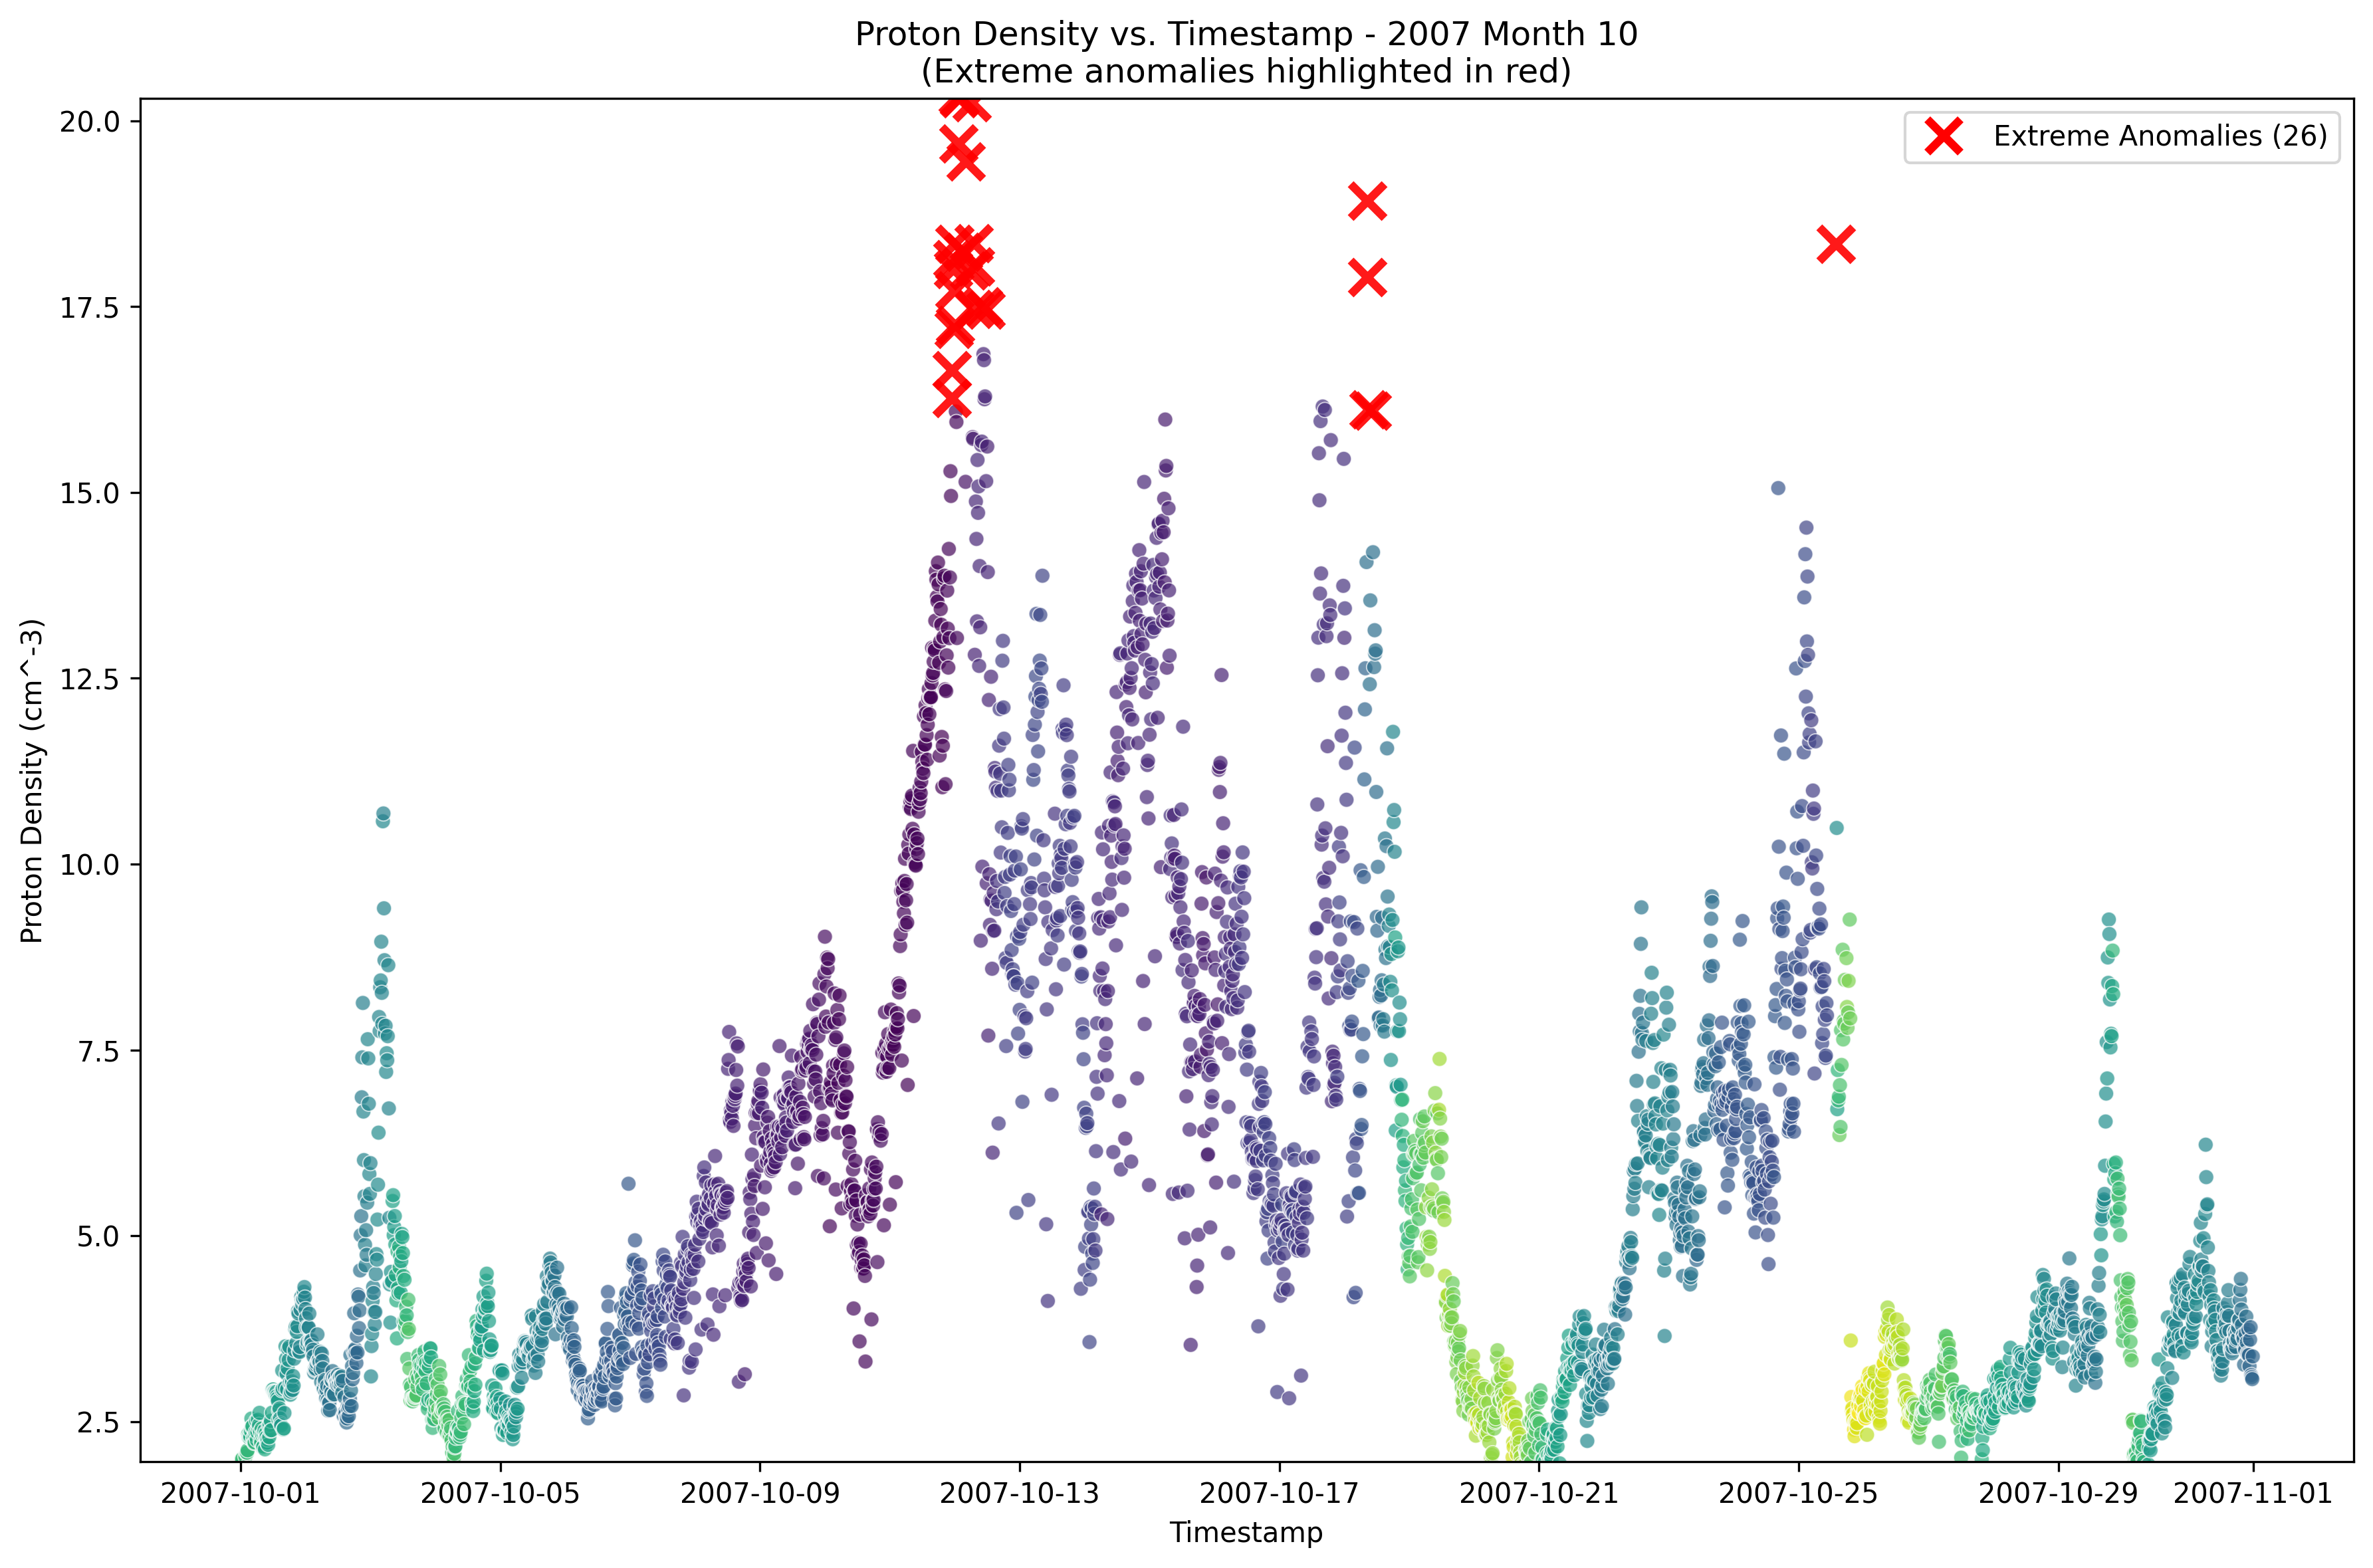 Proton Density vs. Timestamp - 2007 Month 10
(Extreme anomalies highlighted in red)
Extreme Anomalies (26)
Proton Density (cm^-3)
20.0
17.5
15.0
12.5
10.0
7.5
5.0
2.5
2007-10-01 2007-10-05 2007-10-09 2007-10-13 2007-10-17 2007-10-21 2007-10-25 2007-10-29 2007-11-01
Timestamp